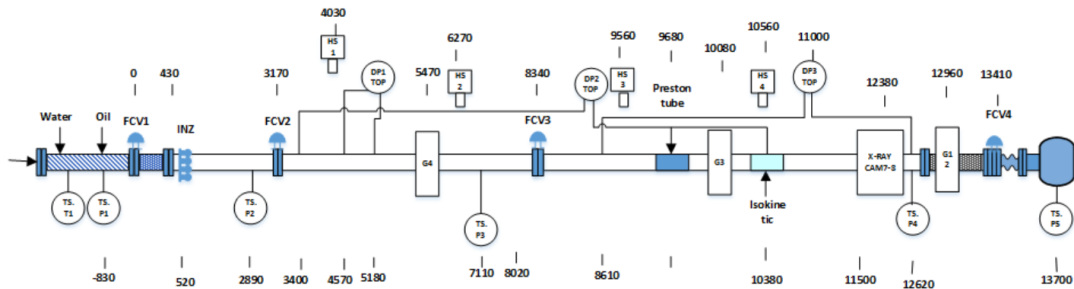 4030
HS
1
6270
HS
2
9560
HS
3
9680
10560
HS
4
11000
0
430
3170
DP1
TOP
5470
8340
DP2
TOP
Preston
tube
10080
DP3
TOP
12380
12960
13410
Water
Oil
FCV1
INZ
FCV2
FCV3
FCV4
G4
G3
X-RAY
CAM7-8
G1
2
TS.
T1
TS.
P1
TS.
P2
TS.
P3
Isokine
tic
TS.
P4
TS.
P5
-830
520
2890
3400
4570
5180
7110
8020
8610
10380
11500
12620
13700